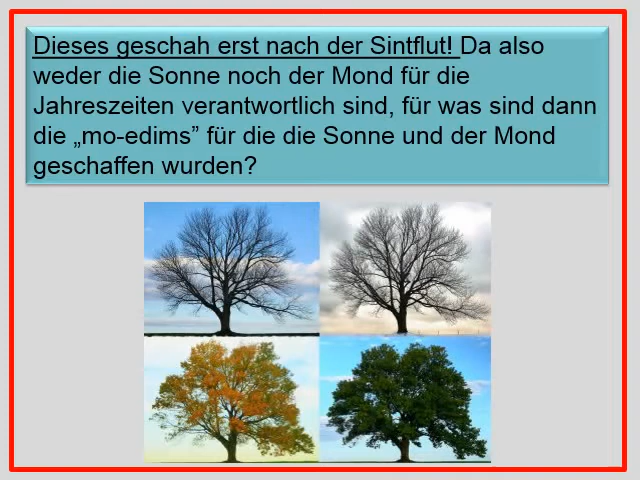 Dieses geschah erst nach der Sintflut! Da also
weder die Sonne noch der Mond für die
Jahreszeiten verantwortlich sind, für was sind dann
die „mo-edims” für die die Sonne und der Mond
geschaffen wurden?